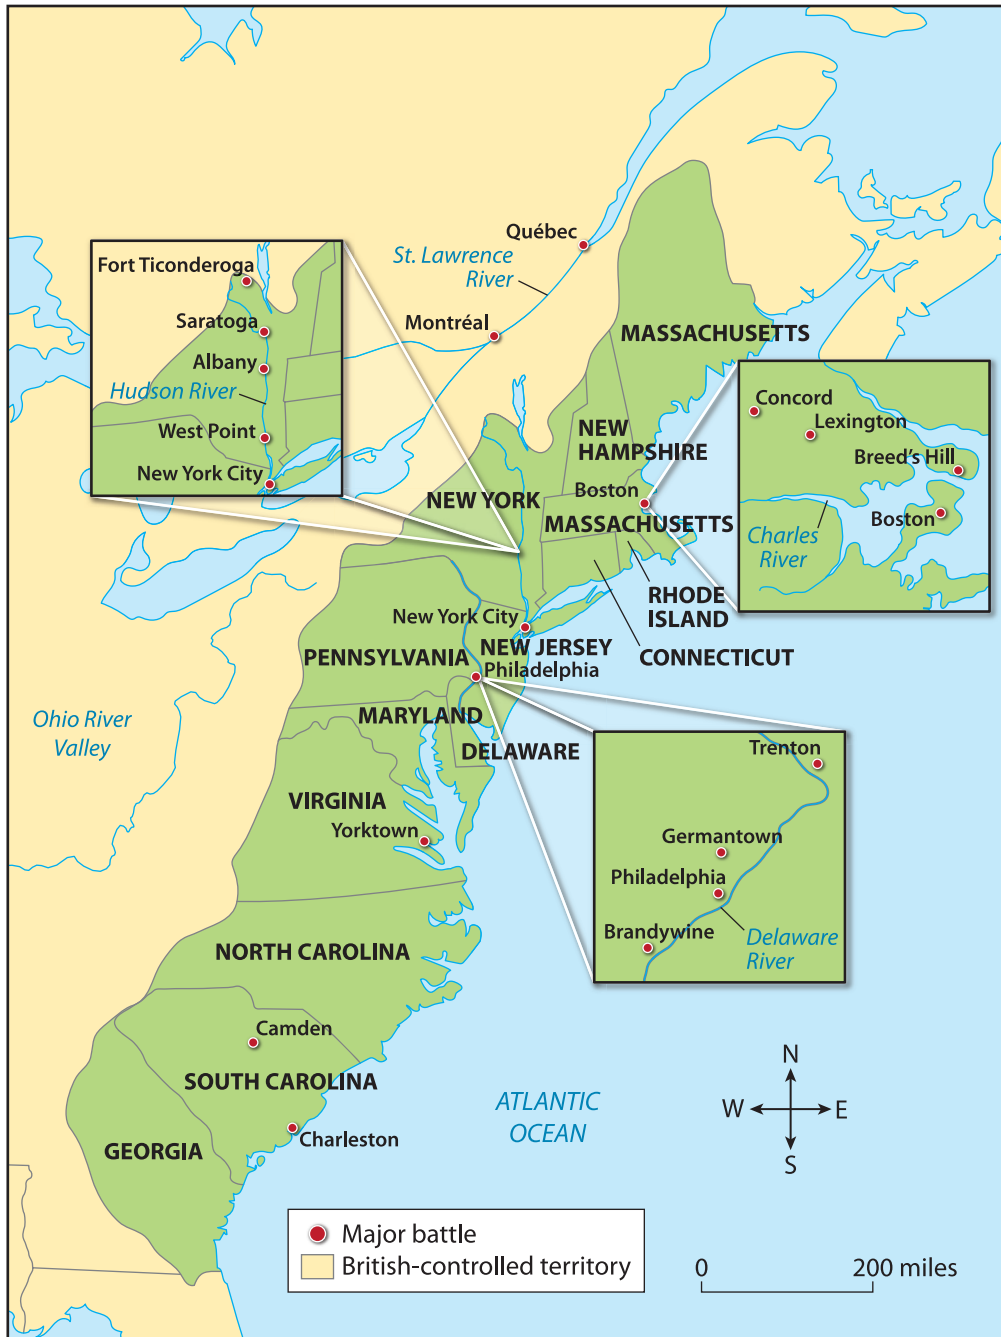 Québec
St. Lawrence
River
Montréal
MASSACHUSETTS
NEW
HAMPSHIRE
NEW YORK
Boston
MASSACHUSETTS
RHODE
ISLAND
CONNECTICUT
New York City
NEW JERSEY
PENNSYLVANIA
Philadelphia
MARYLAND
DELAWARE
Ohio River
Valley
VIRGINIA
Yorktown
NORTH CAROLINA
Camden
SOUTH CAROLINA
Charleston
GEORGIA
ATLANTIC
OCEAN
Fort Ticonderoga
Saratoga
Albany
Hudson River
West Point
New York City
Concord
Lexington
Breed's Hill
Boston
Charles
River
Trenton
Germantown
Philadelphia
Brandywine
Delaware
River
N
W E
S
Major battle
British-controlled territory
0 200 miles